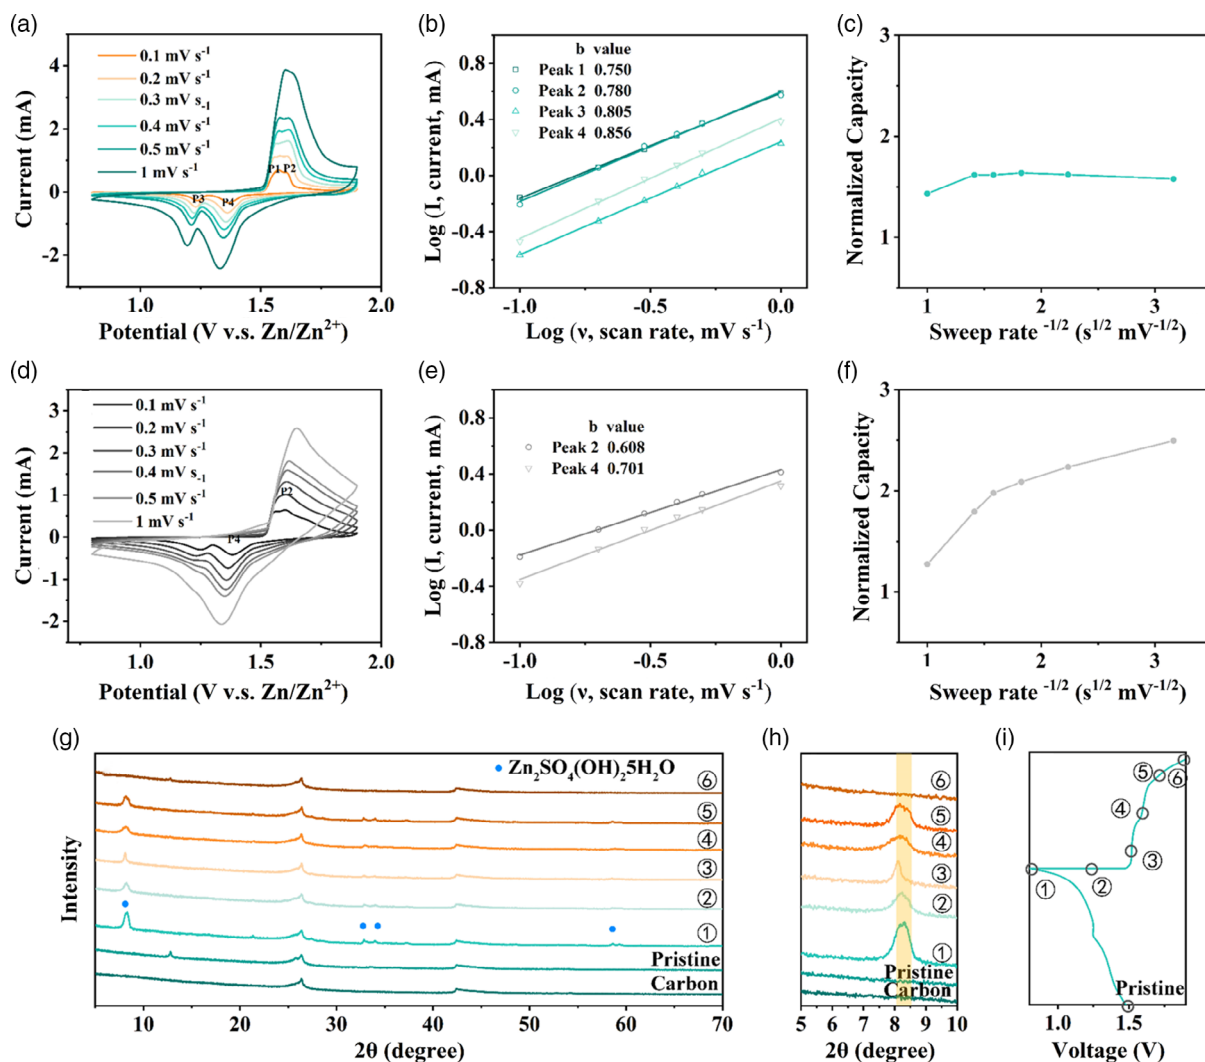 (a)
0.1 mV s⁻¹
0.2 mV s⁻¹
0.3 mV s₋₁
0.4 mV s⁻¹
0.5 mV s⁻¹
1 mV s⁻¹
P1 P2
P3
P4
4
2
0
-2
1.0 1.5 2.0
Current (mA)
Potential (V v.s. Zn/Zn²⁺)
(b)
b value
Peak 1 0.750
Peak 2 0.780
Peak 3 0.805
Peak 4 0.856
0.8
0.4
0.0
-0.4
-0.8
-1.0 -0.5 0.0
Log (I, current, mA)
Log (ν, scan rate, mV s⁻¹)
(c)
3
2
1
1 2 3
Normalized Capacity
Sweep rate ⁻¹/² (s¹/² mV⁻¹/²)
(d)
0.1 mV s⁻¹
0.2 mV s⁻¹
0.3 mV s⁻¹
0.4 mV s₋₁
0.5 mV s⁻¹
1 mV s⁻¹
P2
P4
3
2
1
0
-1
-2
1.0 1.5 2.0
Current (mA)
Potential (V v.s. Zn/Zn²⁺)
(e)
b value
Peak 2 0.608
Peak 4 0.701
0.8
0.4
0.0
-0.4
-0.8
-1.0 -0.5 0.0
Log (I, current, mA)
Log (ν, scan rate, mV s⁻¹)
(f)
3
2
1
1 2 3
Normalized Capacity
Sweep rate ⁻¹/² (s¹/² mV⁻¹/²)
(g)
Zn₂SO₄(OH)₂5H₂O
⑥
⑤
④
③
②
①
Pristine
Carbon
10 20 30 40 50 60 70
Intensity
2θ (degree)
(h)
⑥
⑤
④
③
②
①
Pristine
Carbon
5 6 7 8 9 10
2θ (degree)
(i)
⑤
⑥
④
③
①
②
Pristine
1.0 1.5
Voltage (V)